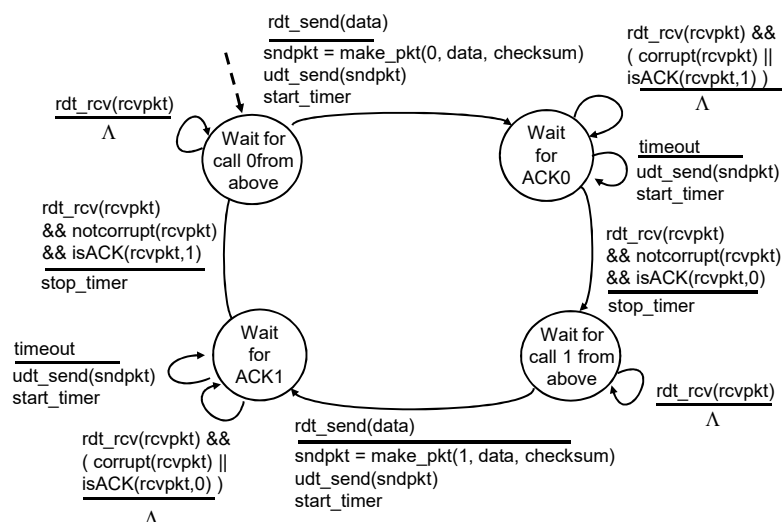 rdt_send(data)
sndpkt = make_pkt(0, data, checksum)
udt_send(sndpkt)
start_timer
rdt_rcv(rcvpkt) &&
( corrupt(rcvpkt) ||
isACK(rcvpkt,1) )
Λ
rdt_rcv(rcvpkt)
Λ
Wait for
call 0from
above
Wait
for
ACK0
timeout
udt_send(sndpkt)
start_timer
rdt_rcv(rcvpkt)
&& notcorrupt(rcvpkt)
&& isACK(rcvpkt,1)
stop_timer
rdt_rcv(rcvpkt)
&& notcorrupt(rcvpkt)
&& isACK(rcvpkt,0)
stop_timer
timeout
udt_send(sndpkt)
start_timer
Wait
for
ACK1
Wait for
call 1 from
above
rdt_rcv(rcvpkt)
Λ
rdt_rcv(rcvpkt) &&
( corrupt(rcvpkt) ||
isACK(rcvpkt,0) )
Λ
rdt_send(data)
sndpkt = make_pkt(1, data, checksum)
udt_send(sndpkt)
start_timer